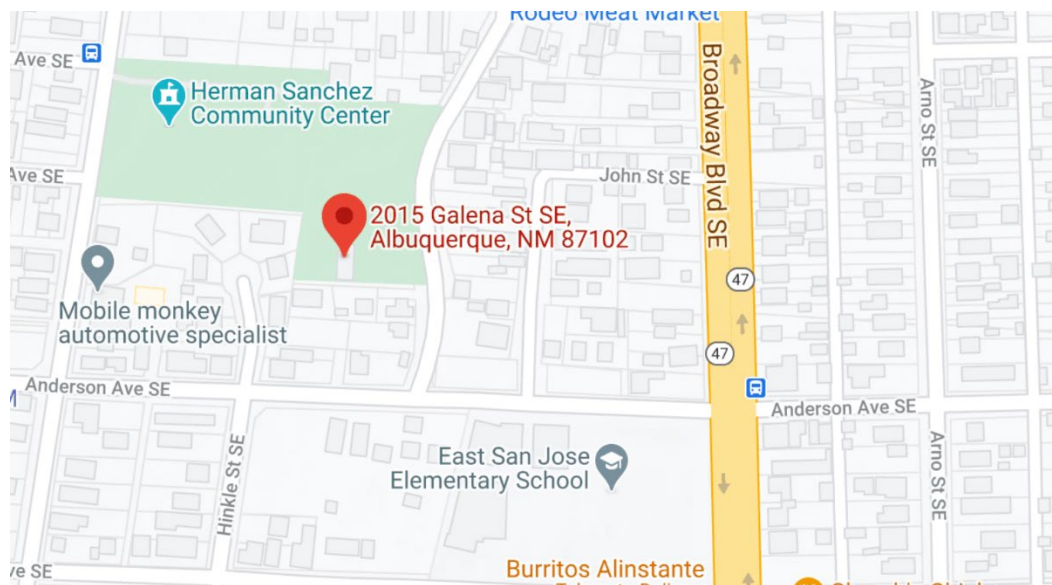 Rodeo Meat Market
Ave SE
Herman Sanchez
Community Center
Broadway Blvd SE
Arno St SE
Ave SE
John St SE
2015 Galena St SE,
Albuquerque, NM 87102
47
Mobile monkey
automotive specialist
47
Anderson Ave SE
Anderson Ave SE
Hinkle St SE
East San Jose
Elementary School
Arno St SE
ve SE
Burritos Alinstante